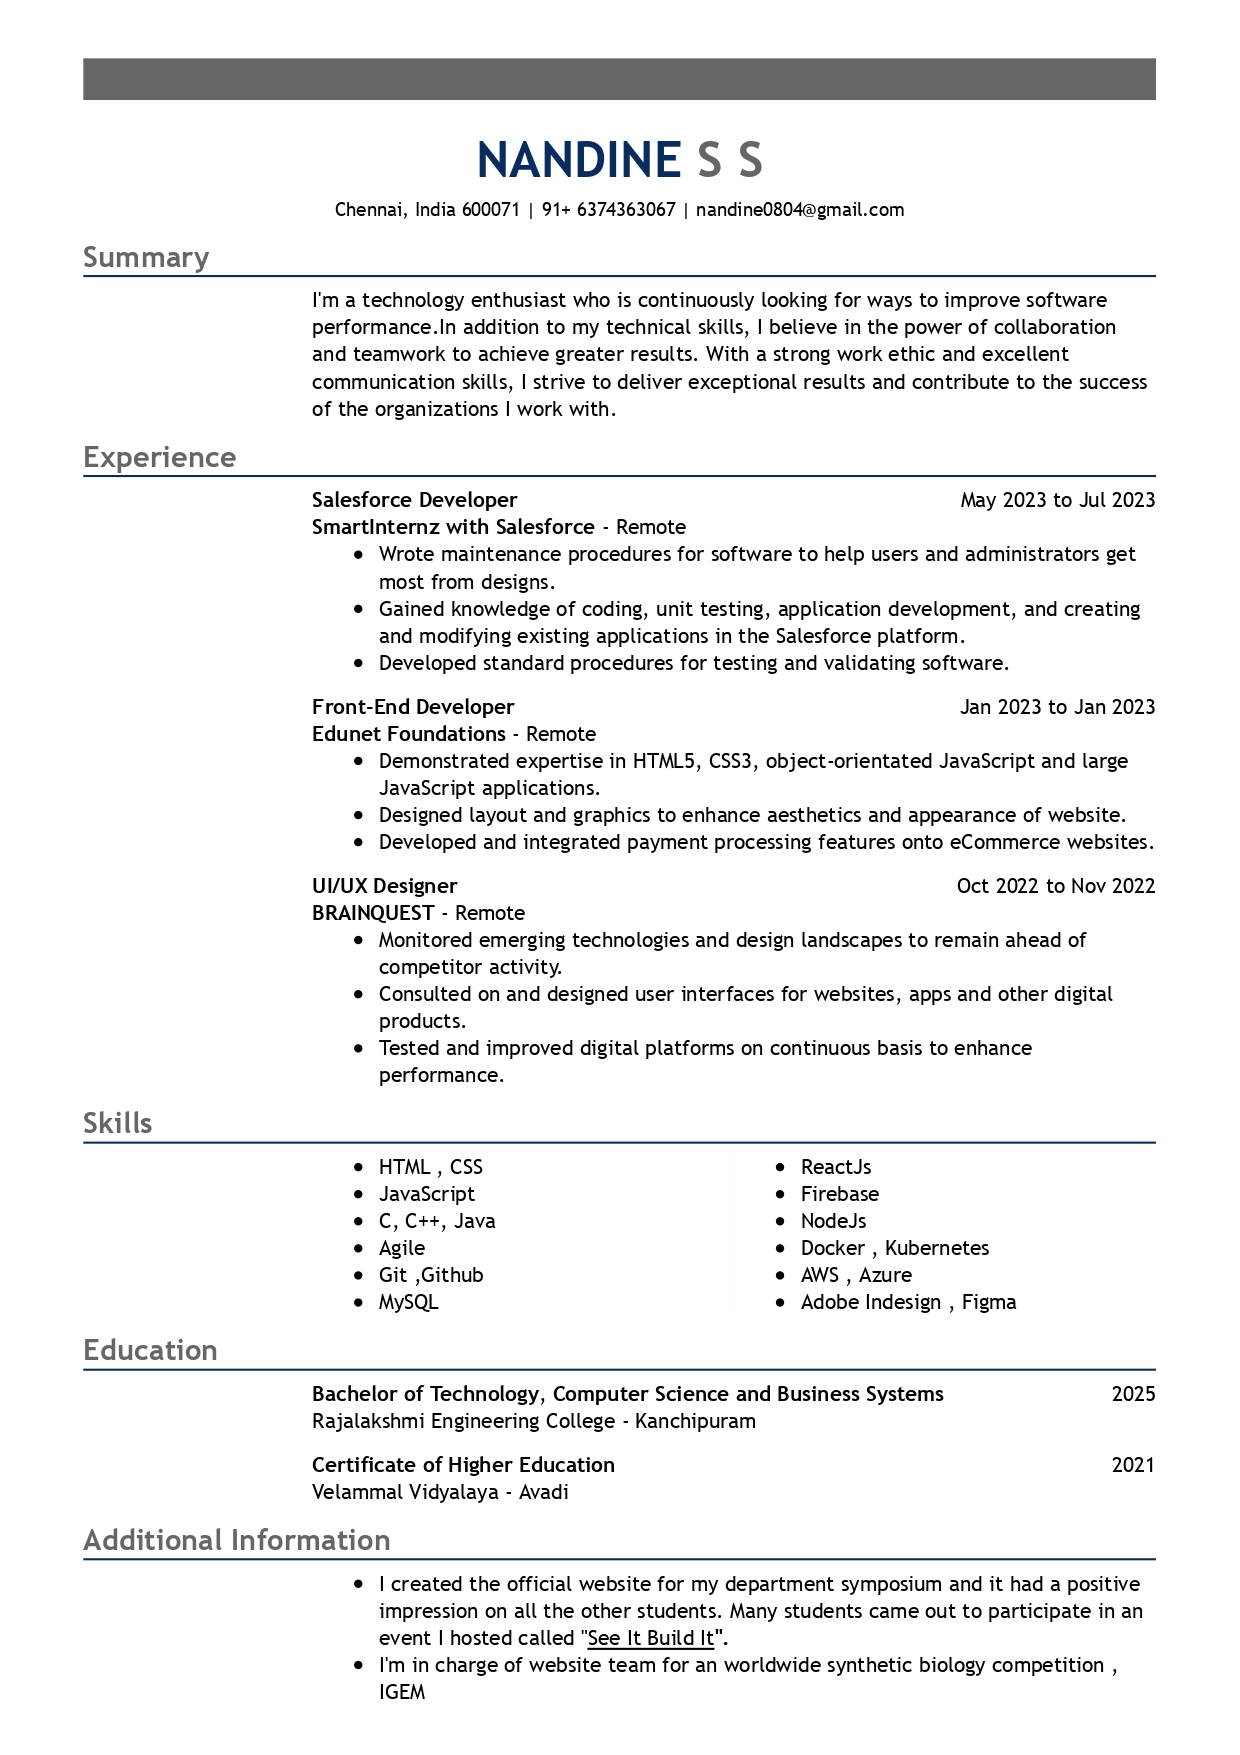 NANDINE S S
Chennai, India 600071 | 91+ 6374363067 | nandine0804@gmail.com
Summary
I'm a technology enthusiast who is continuously looking for ways to improve software
performance.In addition to my technical skills, I believe in the power of collaboration
and teamwork to achieve greater results. With a strong work ethic and excellent
communication skills, I strive to deliver exceptional results and contribute to the success
of the organizations I work with.
Experience
Salesforce Developer May 2023 to Jul 2023
SmartInternz with Salesforce - Remote
• Wrote maintenance procedures for software to help users and administrators get
most from designs.
• Gained knowledge of coding, unit testing, application development, and creating
and modifying existing applications in the Salesforce platform.
• Developed standard procedures for testing and validating software.
Front-End Developer Jan 2023 to Jan 2023
Edunet Foundations - Remote
• Demonstrated expertise in HTML5, CSS3, object-orientated JavaScript and large
JavaScript applications.
• Designed layout and graphics to enhance aesthetics and appearance of website.
• Developed and integrated payment processing features onto eCommerce websites.
UI/UX Designer Oct 2022 to Nov 2022
BRAINQUEST - Remote
• Monitored emerging technologies and design landscapes to remain ahead of
competitor activity.
• Consulted on and designed user interfaces for websites, apps and other digital
products.
• Tested and improved digital platforms on continuous basis to enhance
performance.
Skills
• HTML , CSS
• JavaScript
• C, C++, Java
• Agile
• Git ,Github
• MySQL
• ReactJs
• Firebase
• NodeJs
• Docker , Kubernetes
• AWS , Azure
• Adobe Indesign , Figma
Education
Bachelor of Technology, Computer Science and Business Systems 2025
Rajalakshmi Engineering College - Kanchipuram
Certificate of Higher Education 2021
Velammal Vidyalaya - Avadi
Additional Information
• I created the official website for my department symposium and it had a positive
impression on all the other students. Many students came out to participate in an
event I hosted called "See It Build It".
• I'm in charge of website team for an worldwide synthetic biology competition ,
IGEM